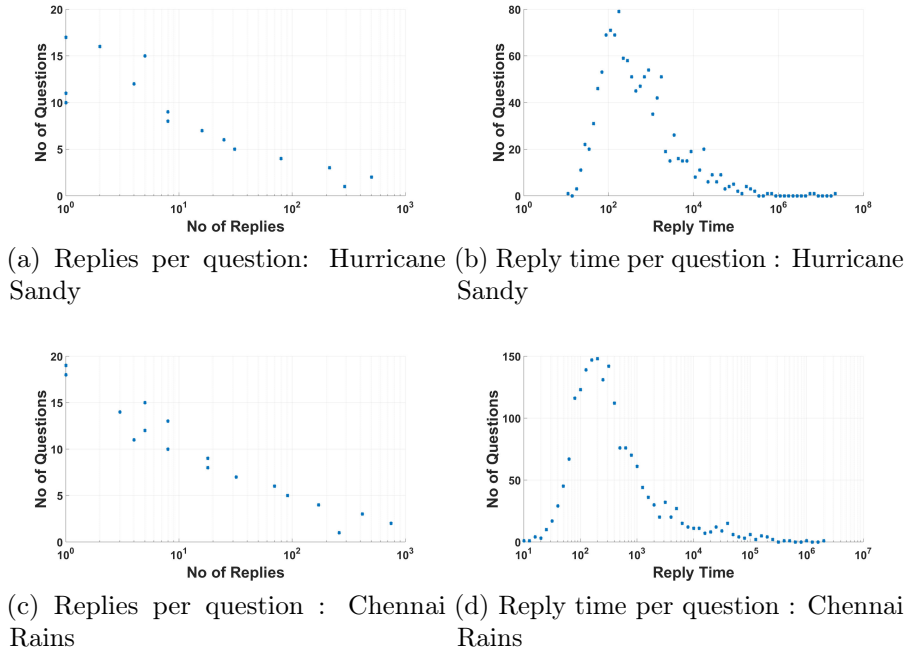 20
15
10
5
0
No of Questions
10^0 10^1 10^2 10^3
No of Replies
80
60
40
20
0
No of Questions
10^0 10^2 10^4 10^6 10^8
Reply Time
(a) Replies per question: Hurricane
Sandy
(b) Reply time per question : Hurricane
Sandy
20
15
10
5
0
No of Questions
10^0 10^1 10^2 10^3
No of Replies
150
100
50
0
No of Questions
10^1 10^2 10^3 10^4 10^5 10^6 10^7
Reply Time
(c) Replies per question : Chennai
Rains
(d) Reply time per question : Chennai
Rains